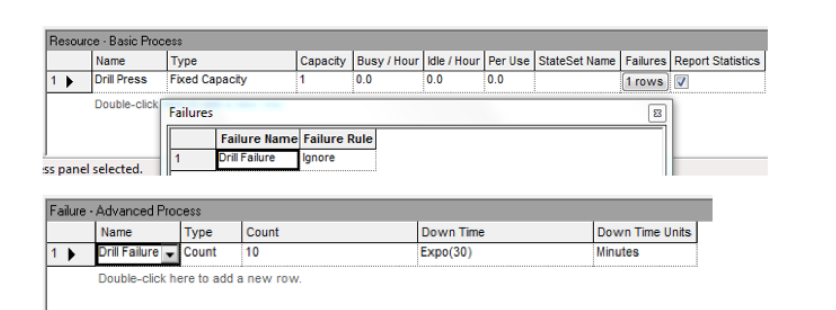 Resource - Basic Process
Name Type Capacity Busy / Hour Idle / Hour Per Use StateSet Name Failures Report Statistics
1 Drill Press Fixed Capacity 1 0.0 0.0 0.0 1 rows
Double-click
Failures
Failure Name Failure Rule
1 Drill Failure Ignore
ss panel selected.
Failure - Advanced Process
Name Type Count Down Time Down Time Units
1 Drill Failure Count 10 Expo(30) Minutes
Double-click here to add a new row.